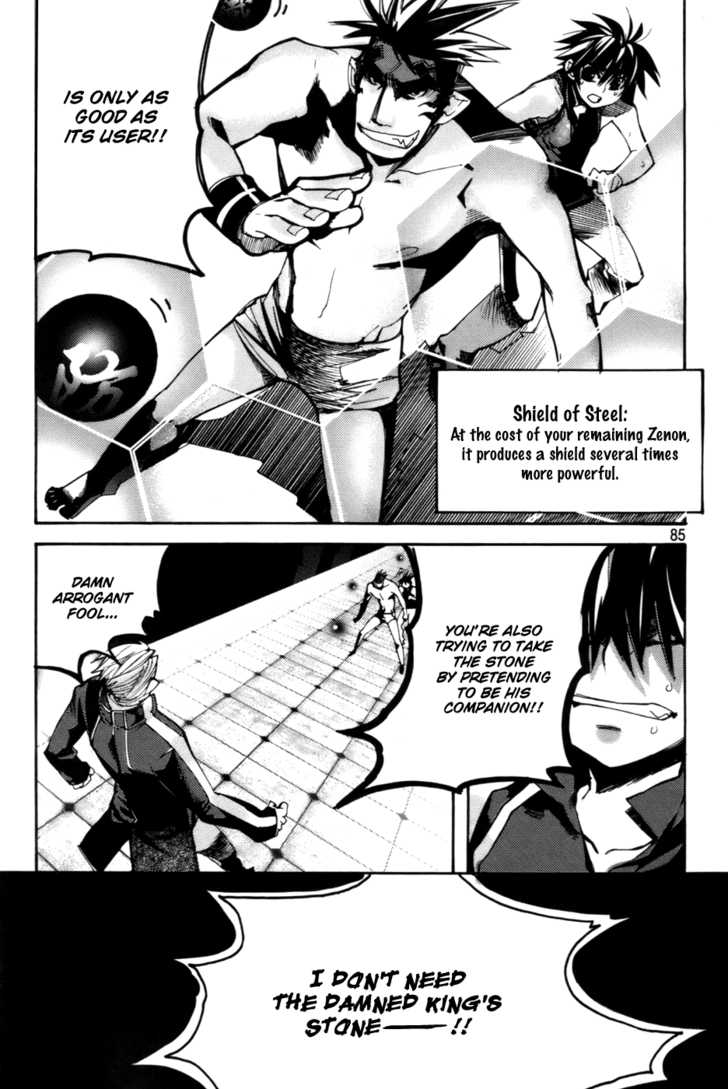 IS ONLY AS
GOOD AS
ITS USER!!
Shield of Steel:
At the cost of your remaining Zenon,
it produces a shield several times
more powerful.
85
DAMN
ARROGANT
FOOL...
YOU'RE ALSO
TRYING TO TAKE
THE STONE
BY PRETENDING
TO BE HIS
COMPANION!!
I DON'T NEED
THE DAMNED KING'S
STONE——!!